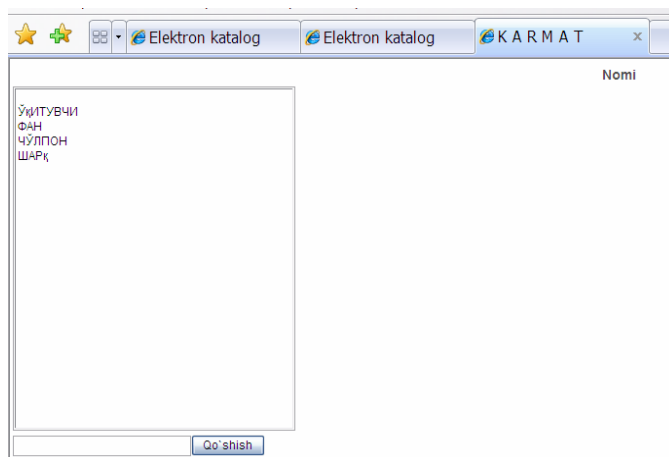 Elektron katalog
Elektron katalog
K A R M A T
Nomi
ЎқИТУВЧИ
ФАН
ЧЎЛПОН
ШАРқ
Qo`shish